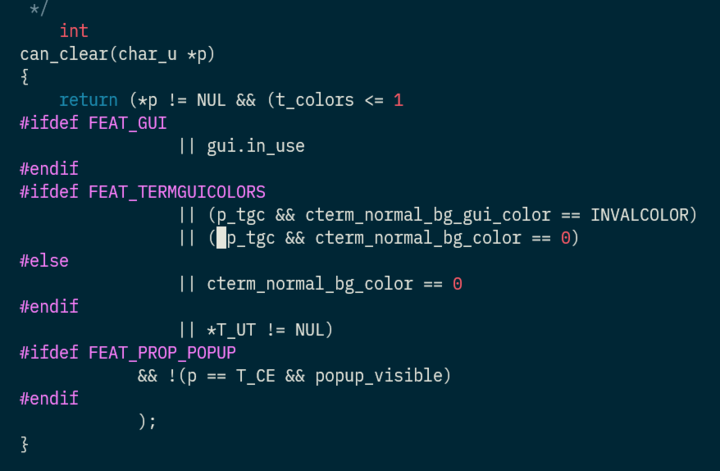 */
    int
can_clear(char_u *p)
{
    return (*p != NUL && (t_colors <= 1
#ifdef FEAT_GUI
                || gui.in_use
#endif
#ifdef FEAT_TERMGUICOLORS
                || (p_tgc && cterm_normal_bg_gui_color == INVALCOLOR)
                || ( p_tgc && cterm_normal_bg_color == 0)
#else
                || cterm_normal_bg_color == 0
#endif
                || *T_UT != NUL)
#ifdef FEAT_PROP_POPUP
            && !(p == T_CE && popup_visible)
#endif
            );
}